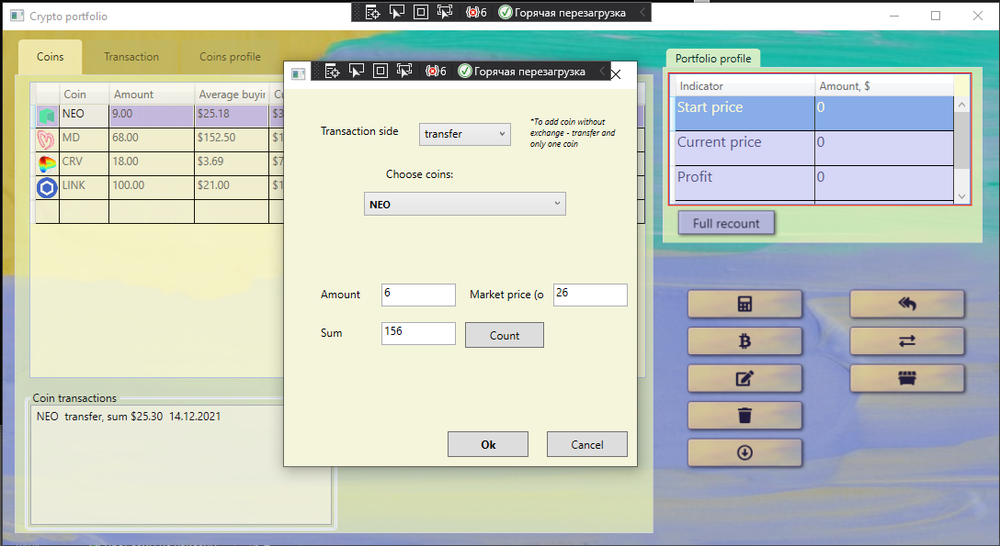 Crypto portfolio
6
Горячая перезагрузка
Coins
Transaction
Coins profile
Coin
Amount
Average buyin
Cu
NEO
9.00
$25.18
$3
MD
68.00
$152.50
$1
CRV
18.00
$3.69
$7
LINK
100.00
$21.00
$1
Coin transactions
NEO transfer, sum $25.30 14.12.2021
6
Горячая перезагрузка
Transaction side
transfer
*To add coin without
exchange - transfer and
only one coin
Choose coins:
NEO
Amount
6
Market price (o
26
Sum
156
Count
Ok
Cancel
Portfolio profile
Indicator
Amount, $
Start price
0
Current price
0
Profit
0
Full recount